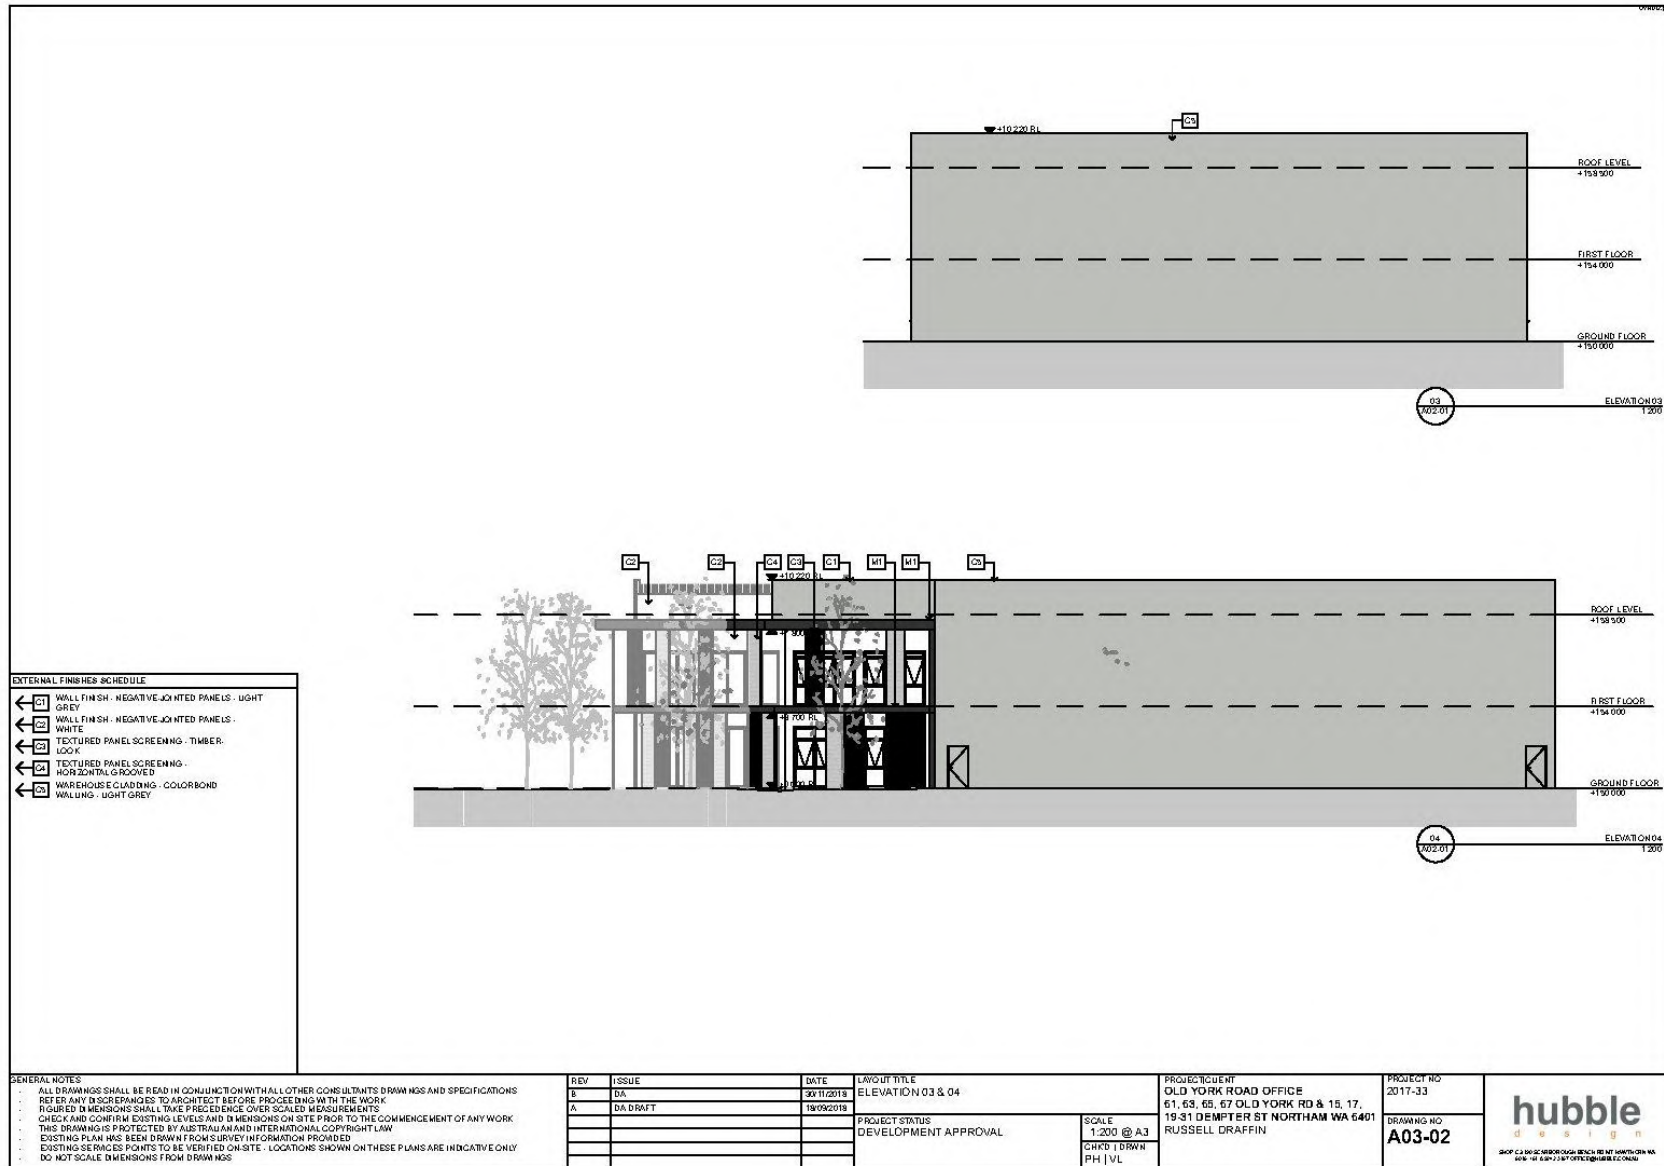 +10 220 RL
C5
ROOF LEVEL
+158 500
FIRST FLOOR
+154 000
GROUND FLOOR
+150 000
03
A02-01
ELEVATION 03
1:200
C2
C2
C4
C3
C1
M1
M1
C5
+10 220 RL
ROOF LEVEL
+158 500
FIRST FLOOR
+154 000
+3 700 RL
GROUND FLOOR
+150 000
04
A02-01
ELEVATION 04
1:200
EXTERNAL FINISHES SCHEDULE
C1 WALL FINISH - NEGATIVE JOINTED PANELS - LIGHT
GREY
C2 WALL FINISH - NEGATIVE JOINTED PANELS -
WHITE
C3 TEXTURED PANEL SCREENING - TIMBER-
LOOK
C4 TEXTURED PANEL SCREENING -
HORIZONTAL GROOVED
C5 WAREHOUSE CLADDING - COLORBOND
WALLING - LIGHT GREY
GENERAL NOTES
- ALL DRAWINGS SHALL BE READ IN CONJUNCTION WITH ALL OTHER CONSULTANTS DRAWINGS AND SPECIFICATIONS
- REFER ANY DISCREPANCIES TO ARCHITECT BEFORE PROCEEDING WITH THE WORK
- FIGURED DIMENSIONS SHALL TAKE PRECEDENCE OVER SCALED MEASUREMENTS
- CHECK AND CONFIRM EXISTING LEVELS AND DIMENSIONS ON SITE PRIOR TO THE COMMENCEMENT OF ANY WORK
- THIS DRAWING IS PROTECTED BY AUSTRALIAN AND INTERNATIONAL COPYRIGHT LAW
- EXISTING PLAN HAS BEEN DRAWN FROM SURVEY INFORMATION PROVIDED
- EXISTING SERVICES POINTS TO BE VERIFIED ON-SITE - LOCATIONS SHOWN ON THESE PLANS ARE INDICATIVE ONLY
- DO NOT SCALE DIMENSIONS FROM DRAWINGS
REV ISSUE DATE
B DA 30/11/2018
A DA DRAFT 18/09/2018
LAYOUT TITLE
ELEVATION 03 & 04
PROJECT STATUS
DEVELOPMENT APPROVAL
SCALE
1:200 @ A3
CHK'D | DRWN
PH | VL
PROJECT|CLIENT
OLD YORK ROAD OFFICE
61, 63, 65, 67 OLD YORK RD & 15, 17,
19-31 DEMPTER ST NORTHAM WA 6401
RUSSELL DRAFFIN
PROJECT NO
2017-33
DRAWING NO
A03-02
hubble
design